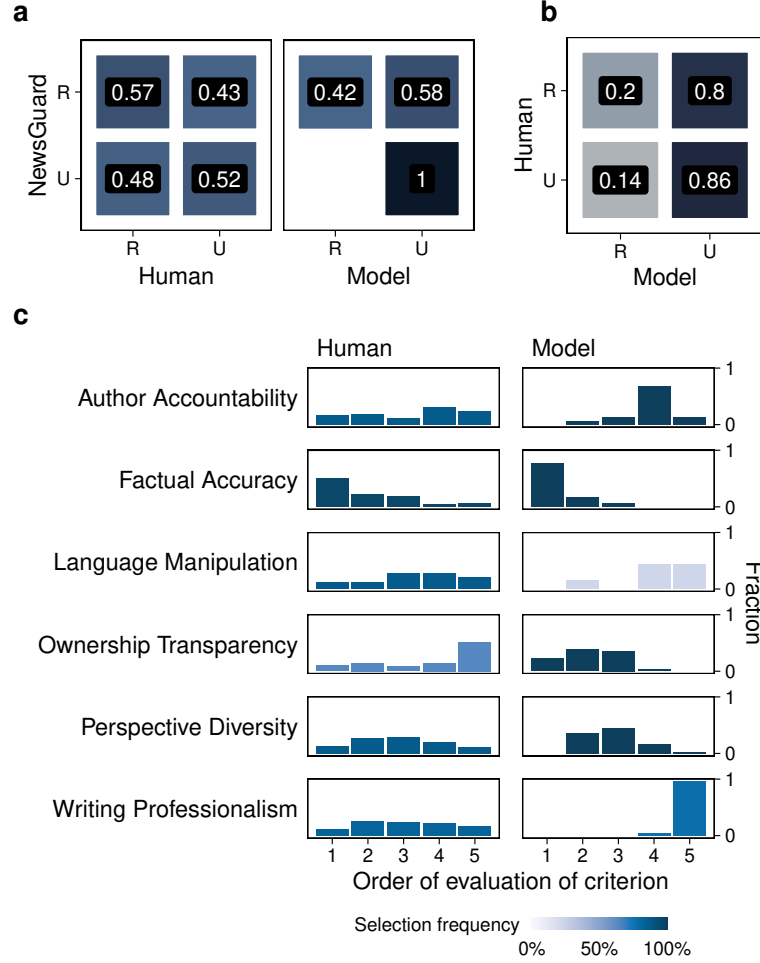 a
b
R
U
NewsGuard
0.57 0.43
0.48 0.52
R U
Human
0.42 0.58
1
R U
Model
Human
R
U
0.2 0.8
0.14 0.86
R U
Model
c
Human Model
Author Accountability
1
0
Factual Accuracy
1
0
Language Manipulation
1
0
Ownership Transparency
1
0
Perspective Diversity
1
0
Writing Professionalism
1
0
Fraction
1 2 3 4 5 1 2 3 4 5
Order of evaluation of criterion
Selection frequency
0% 50% 100%